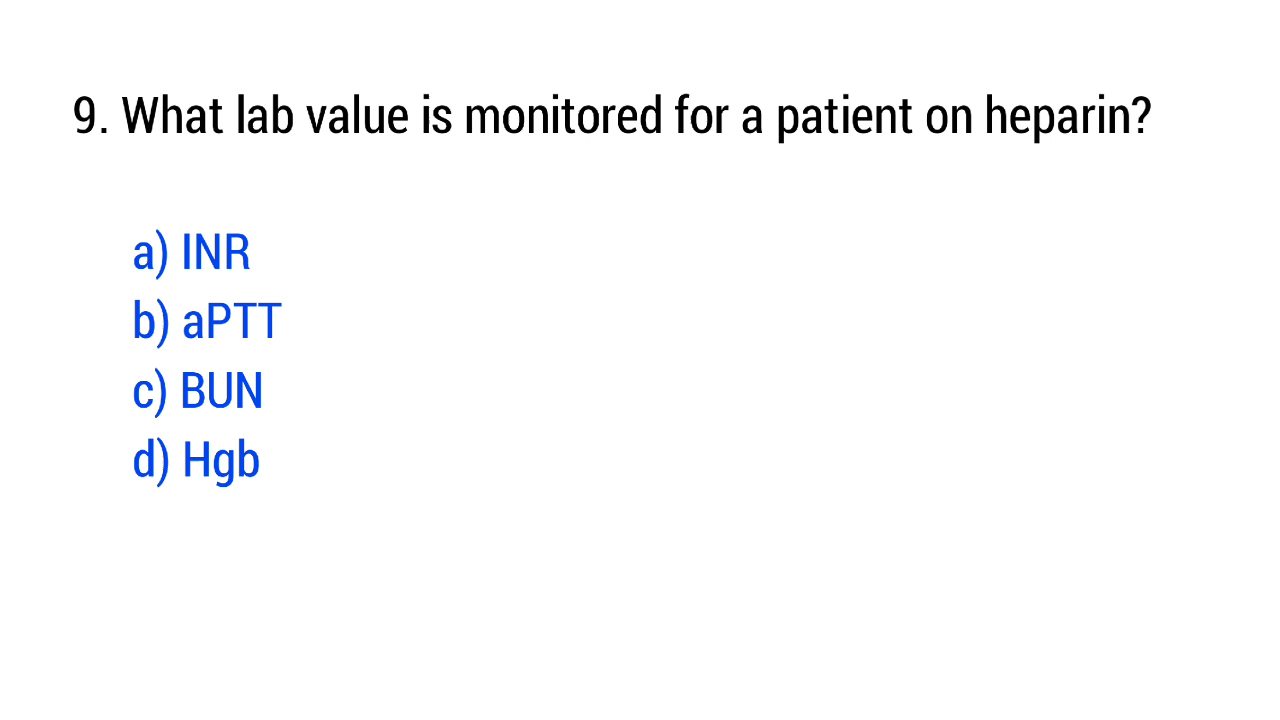 9. What lab value is monitored for a patient on heparin?
a) INR
b) aPTT
c) BUN
d) Hgb